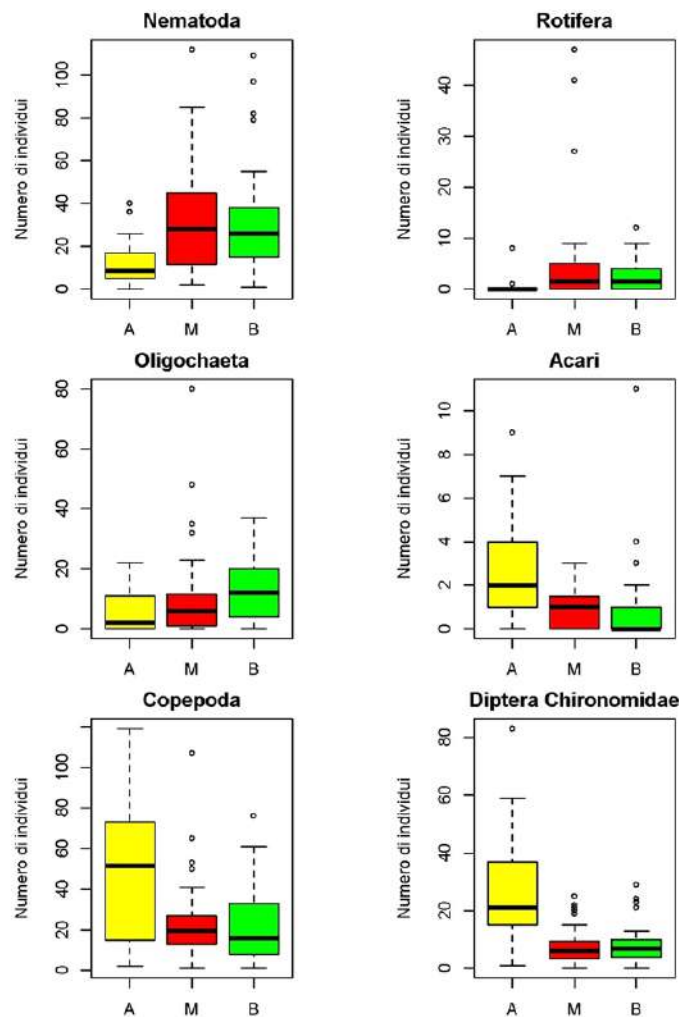 Nematoda
Numero di individui
0 20 40 60 80 100
A M B
Rotifera
Numero di individui
0 10 20 30 40
A M B
Oligochaeta
Numero di individui
0 20 40 60 80
A M B
Acari
Numero di individui
0 2 4 6 8 10
A M B
Copepoda
Numero di individui
0 20 40 60 80 100
A M B
Diptera Chironomidae
Numero di individui
0 20 40 60 80
A M B